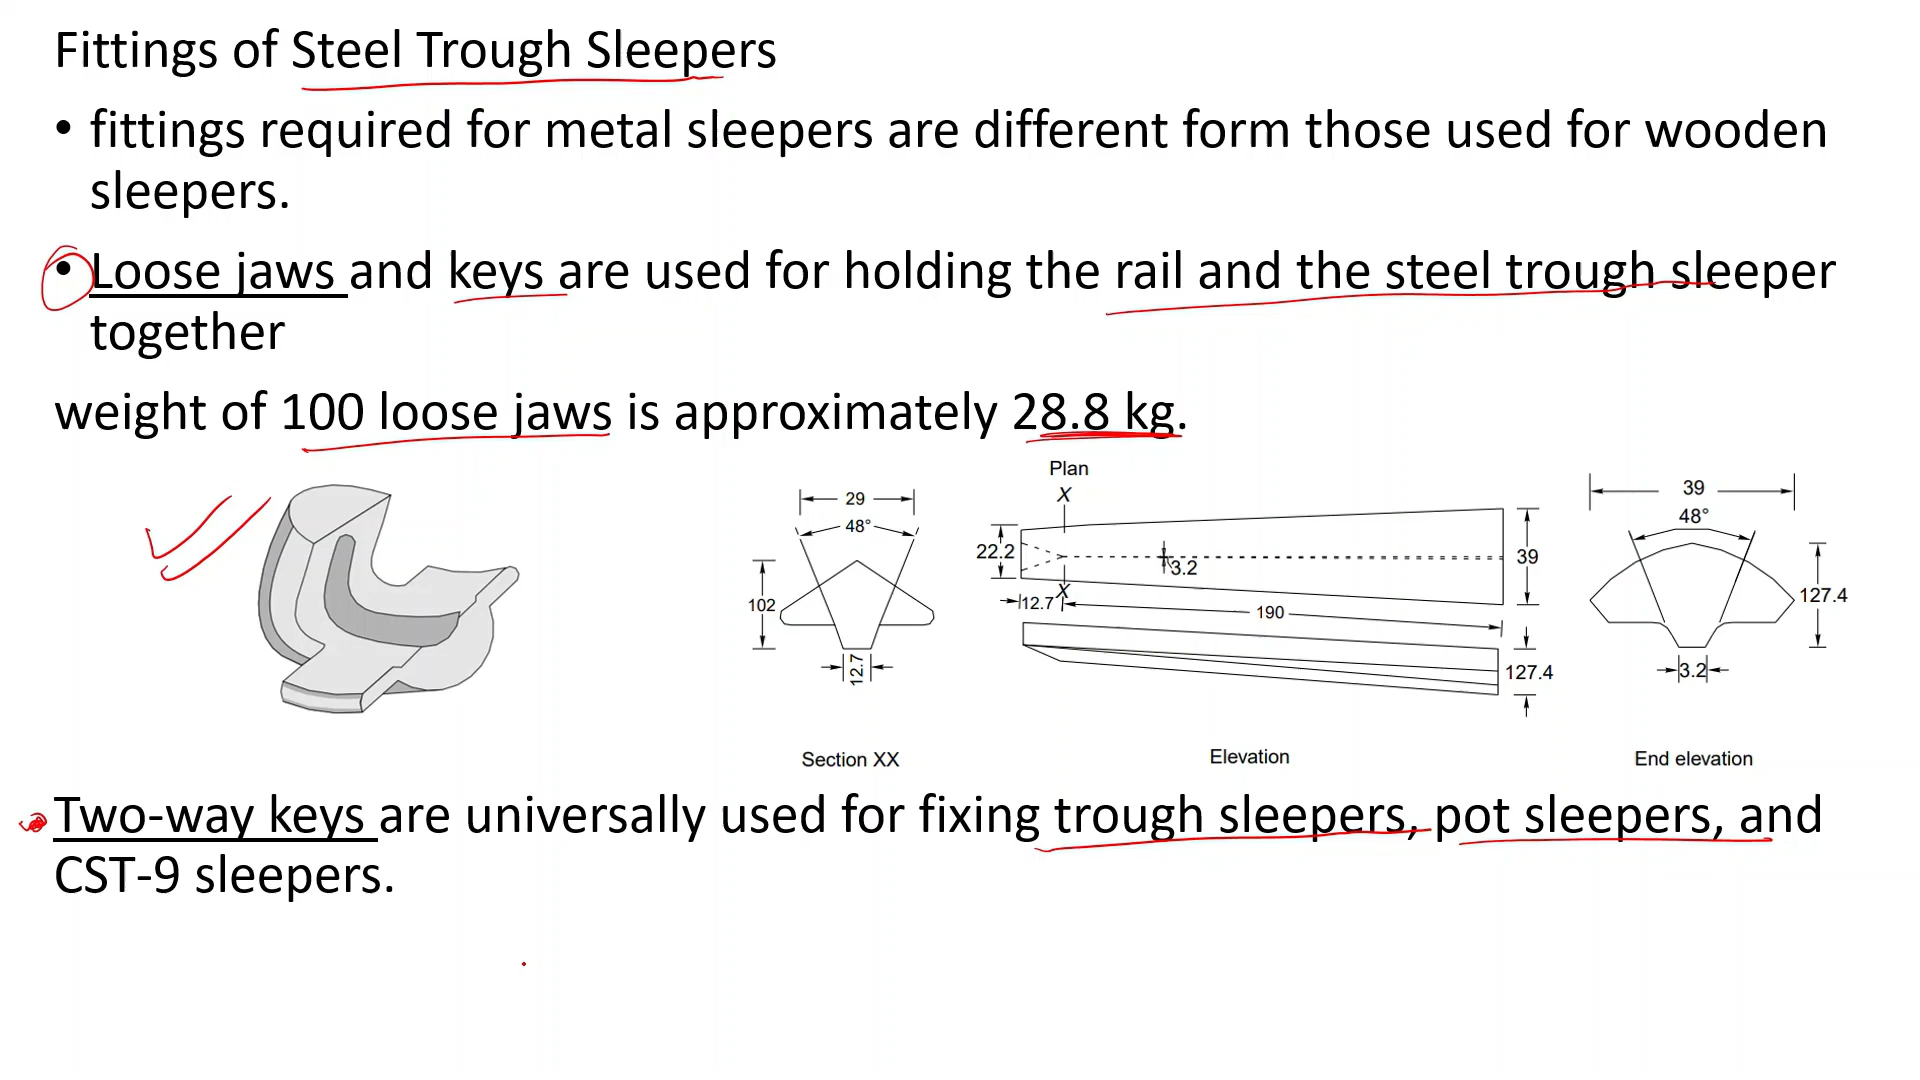 Fittings of Steel Trough Sleepers
• fittings required for metal sleepers are different form those used for wooden
sleepers.
• Loose jaws and keys are used for holding the rail and the steel trough sleeper
together
weight of 100 loose jaws is approximately 28.8 kg.
29
48°
102
12.7
Section XX
Plan
X
22.2
3.2
39
X
12.7
190
127.4
Elevation
39
48°
127.4
3.2
End elevation
Two-way keys are universally used for fixing trough sleepers, pot sleepers, and
CST-9 sleepers.